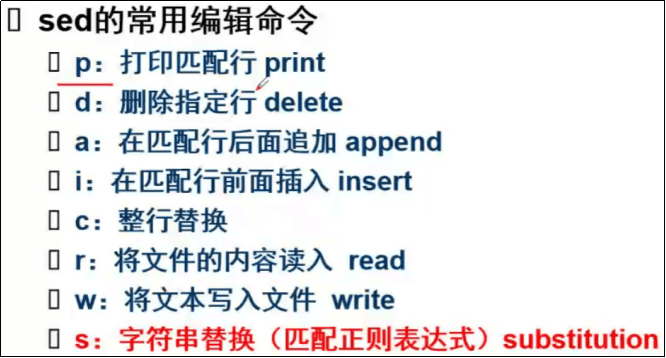 sed的常用编辑命令
p：打印匹配行 print
d：删除指定行 delete
a：在匹配行后面追加 append
i：在匹配行前面插入 insert
c：整行替换
r：将文件的内容读入 read
w：将文本写入文件 write
s：字符串替换（匹配正则表达式）substitution